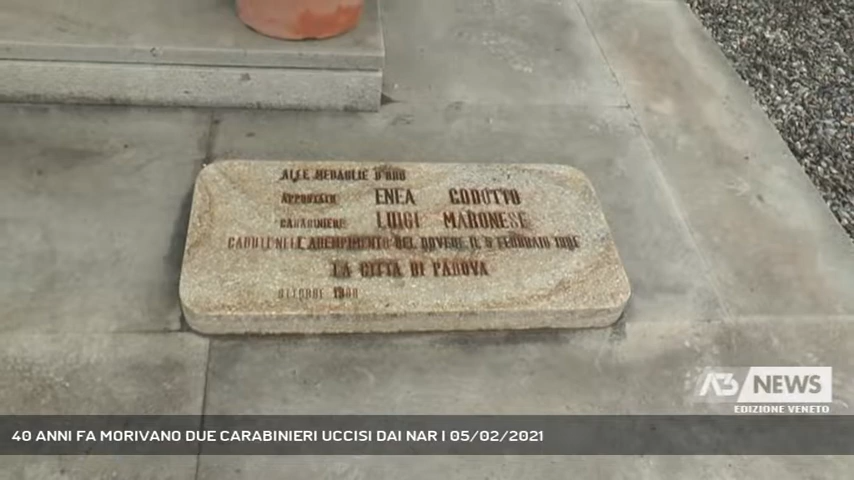 ALLE MEDAGLIE D'ORO
APPUNTATO ENEA CODOTTO
CARABINIERE LUIGI MARONESE
CADUTI NELL'ADEMPIMENTO DEL DOVERE IL 5 FEBBRAIO 1981
LA CITTÀ DI PADOVA
OTTOBRE
A3 NEWS
EDIZIONE VENETO
40 ANNI FA MORIVANO DUE CARABINIERI UCCISI DAI NAR | 05/02/2021